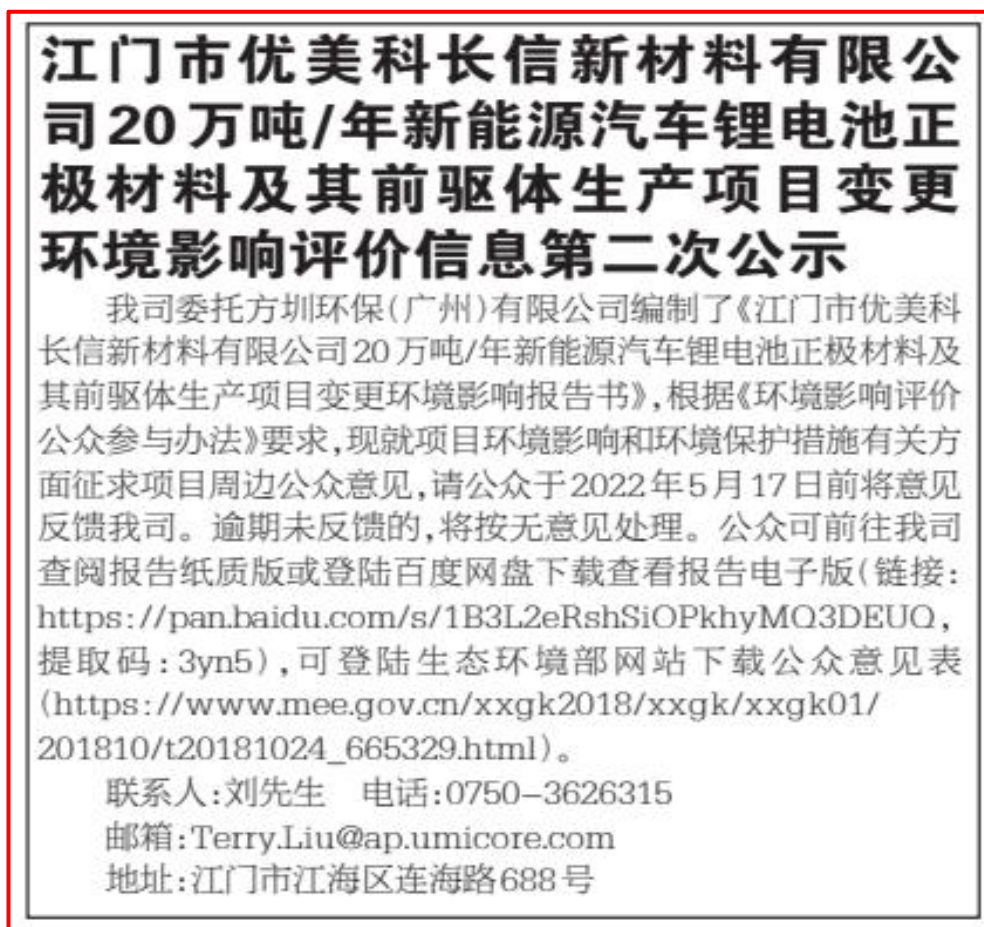 江门市优美科长信新材料有限公
司20万吨/年新能源汽车锂电池正
极材料及其前驱体生产项目变更
环境影响评价信息第二次公示
我司委托方圳环保(广州)有限公司编制了《江门市优美科
长信新材料有限公司20万吨/年新能源汽车锂电池正极材料及
其前驱体生产项目变更环境影响报告书》,根据《环境影响评价
公众参与办法》要求,现就项目环境影响和环境保护措施有关方
面征求项目周边公众意见,请公众于2022年5月17日前将意见
反馈我司。逾期未反馈的,将按无意见处理。公众可前往我司
查阅报告纸质版或登陆百度网盘下载查看报告电子版(链接:
https://pan.baidu.com/s/1B3L2eRshSiOPkhyMQ3DEUQ,
提取码:3yn5),可登陆生态环境部网站下载公众意见表
(https://www.mee.gov.cn/xxgk2018/xxgk/xxgk01/
201810/t20181024_665329.html)。
联系人:刘先生 电话:0750-3626315
邮箱:Terry.Liu@ap.umicore.com
地址:江门市江海区连海路688号